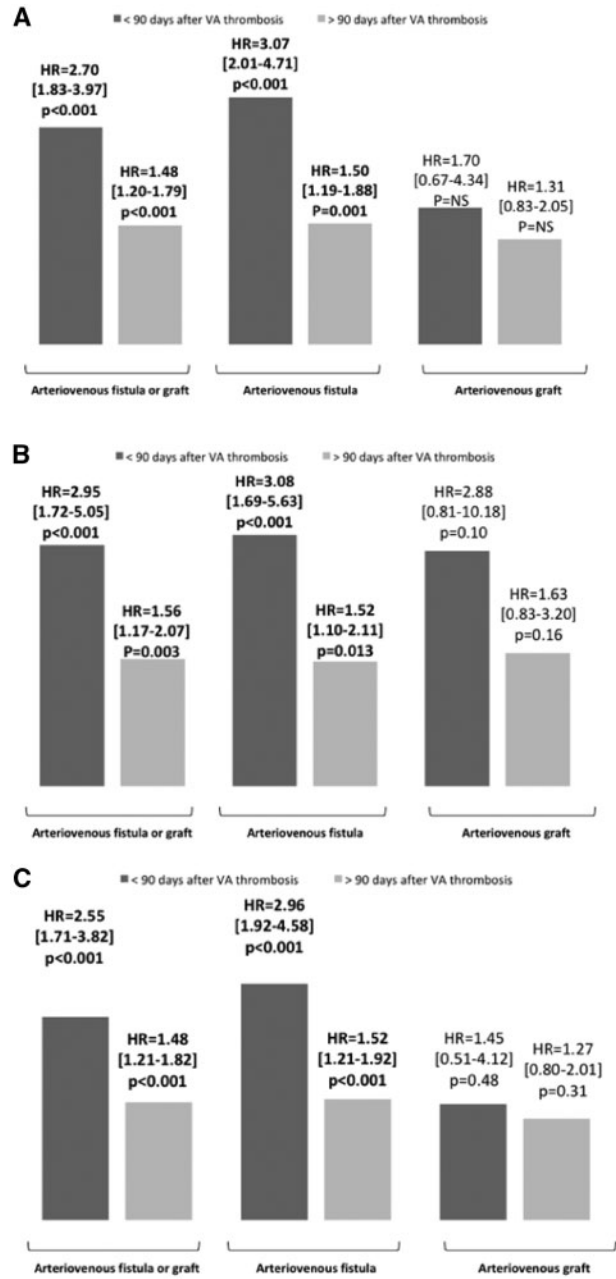 A
< 90 days after VA thrombosis > 90 days after VA thrombosis
HR=2.70
[1.83-3.97]
p<0.001
HR=1.48
[1.20-1.79]
p<0.001
HR=3.07
[2.01-4.71]
p<0.001
HR=1.50
[1.19-1.88]
P=0.001
HR=1.70
[0.67-4.34]
P=NS
HR=1.31
[0.83-2.05]
P=NS
Arteriovenous fistula or graft Arteriovenous fistula Arteriovenous graft
B
< 90 days after VA thrombosis > 90 days after VA thrombosis
HR=2.95
[1.72-5.05]
p<0.001
HR=1.56
[1.17-2.07]
P=0.003
HR=3.08
[1.69-5.63]
p<0.001
HR=1.52
[1.10-2.11]
p=0.013
HR=2.88
[0.81-10.18]
p=0.10
HR=1.63
[0.83-3.20]
p=0.16
Arteriovenous fistula or graft Arteriovenous fistula Arteriovenous graft
C
< 90 days after VA thrombosis > 90 days after VA thrombosis
HR=2.55
[1.71-3.82]
p<0.001
HR=1.48
[1.21-1.82]
p<0.001
HR=2.96
[1.92-4.58]
p<0.001
HR=1.52
[1.21-1.92]
p<0.001
HR=1.45
[0.51-4.12]
p=0.48
HR=1.27
[0.80-2.01]
p=0.31
Arteriovenous fistula or graft Arteriovenous fistula Arteriovenous graft